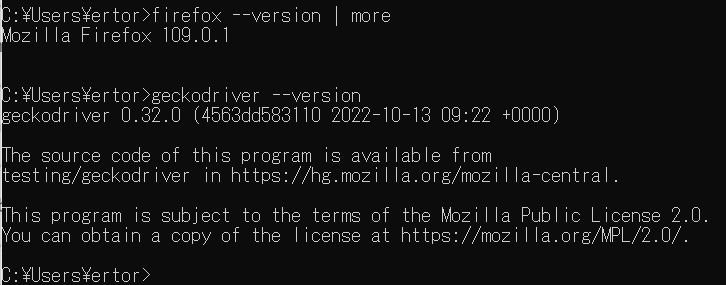 C:¥Users¥ertor>firefox --version | more
Mozilla Firefox 109.0.1
C:¥Users¥ertor>geckodriver --version
geckodriver 0.32.0 (4563dd583110 2022-10-13 09:22 +0000)
The source code of this program is available from
testing/geckodriver in https://hg.mozilla.org/mozilla-central.
This program is subject to the terms of the Mozilla Public License 2.0.
You can obtain a copy of the license at https://mozilla.org/MPL/2.0/.
C:¥Users¥ertor>